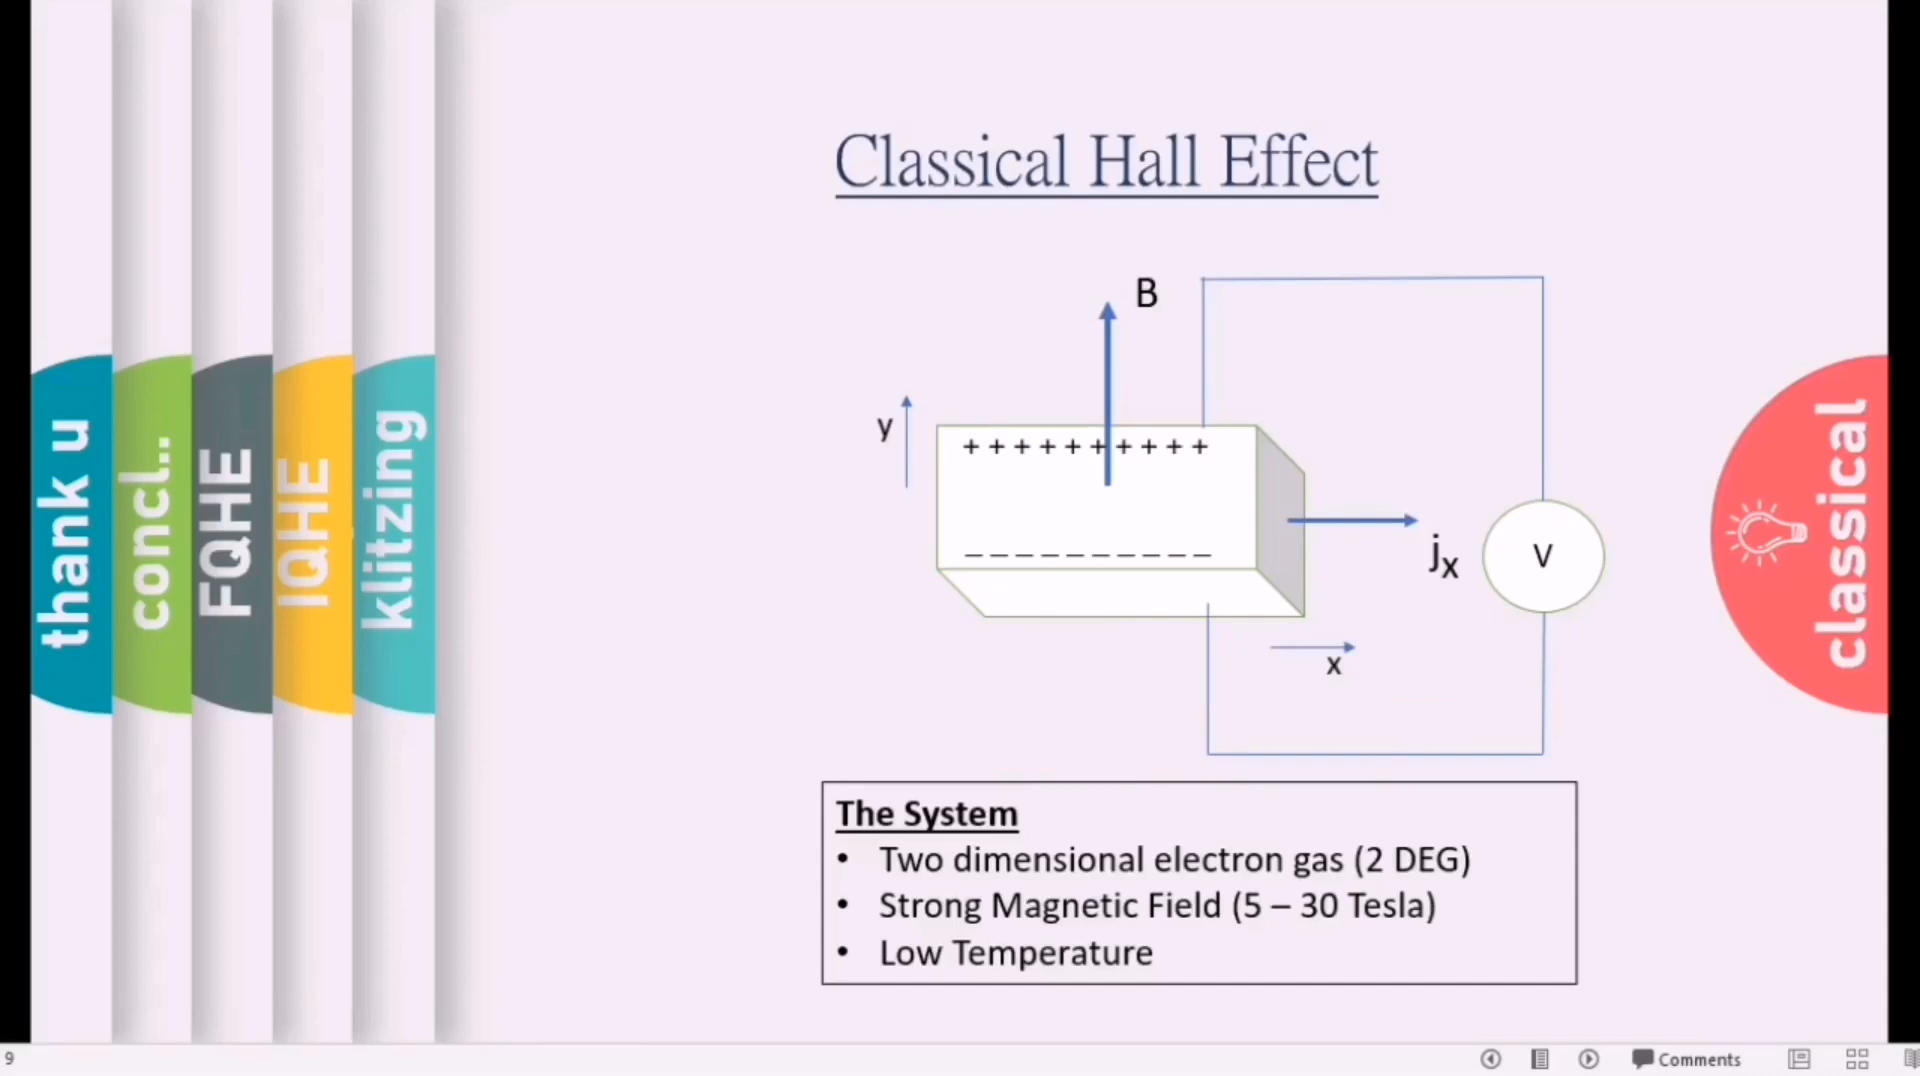 thank u
concl..
FQHE
IQHE
klitzing
Classical Hall Effect
B
y
+ + + + + + + + + +
– – – – – – – – – –
jx
V
x
classical
The System
• Two dimensional electron gas (2 DEG)
• Strong Magnetic Field (5 – 30 Tesla)
• Low Temperature
9
Comments